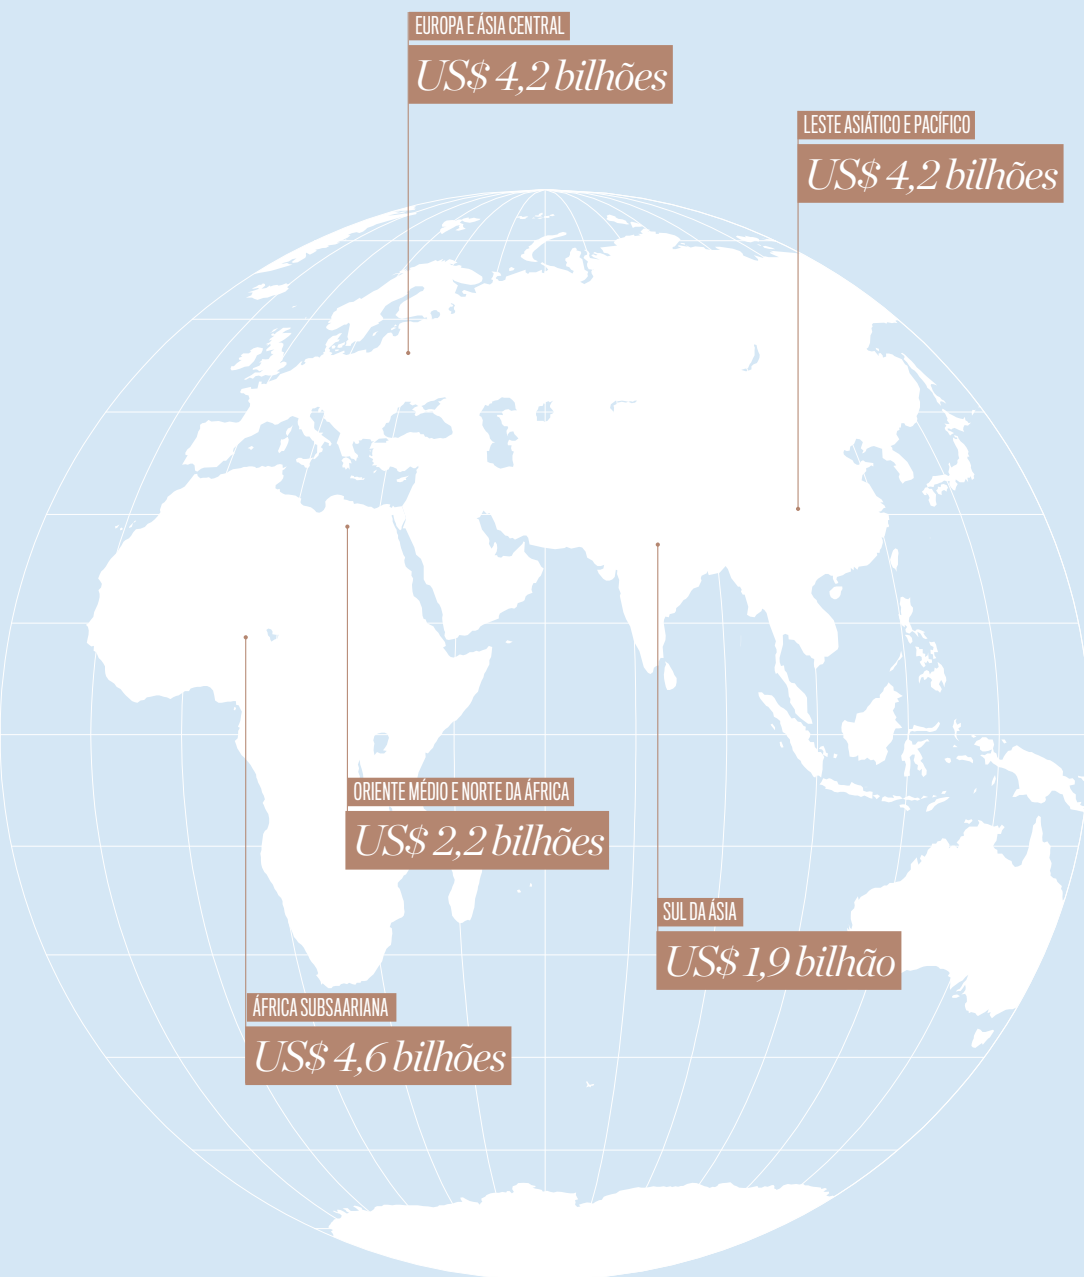 EUROPA E ÁSIA CENTRAL
US$ 4,2 bilhões
LESTE ASIÁTICO E PACÍFICO
US$ 4,2 bilhões
ORIENTE MÉDIO E NORTE DA ÁFRICA
US$ 2,2 bilhões
SUL DA ÁSIA
US$ 1,9 bilhão
ÁFRICA SUBSAARIANA
US$ 4,6 bilhões